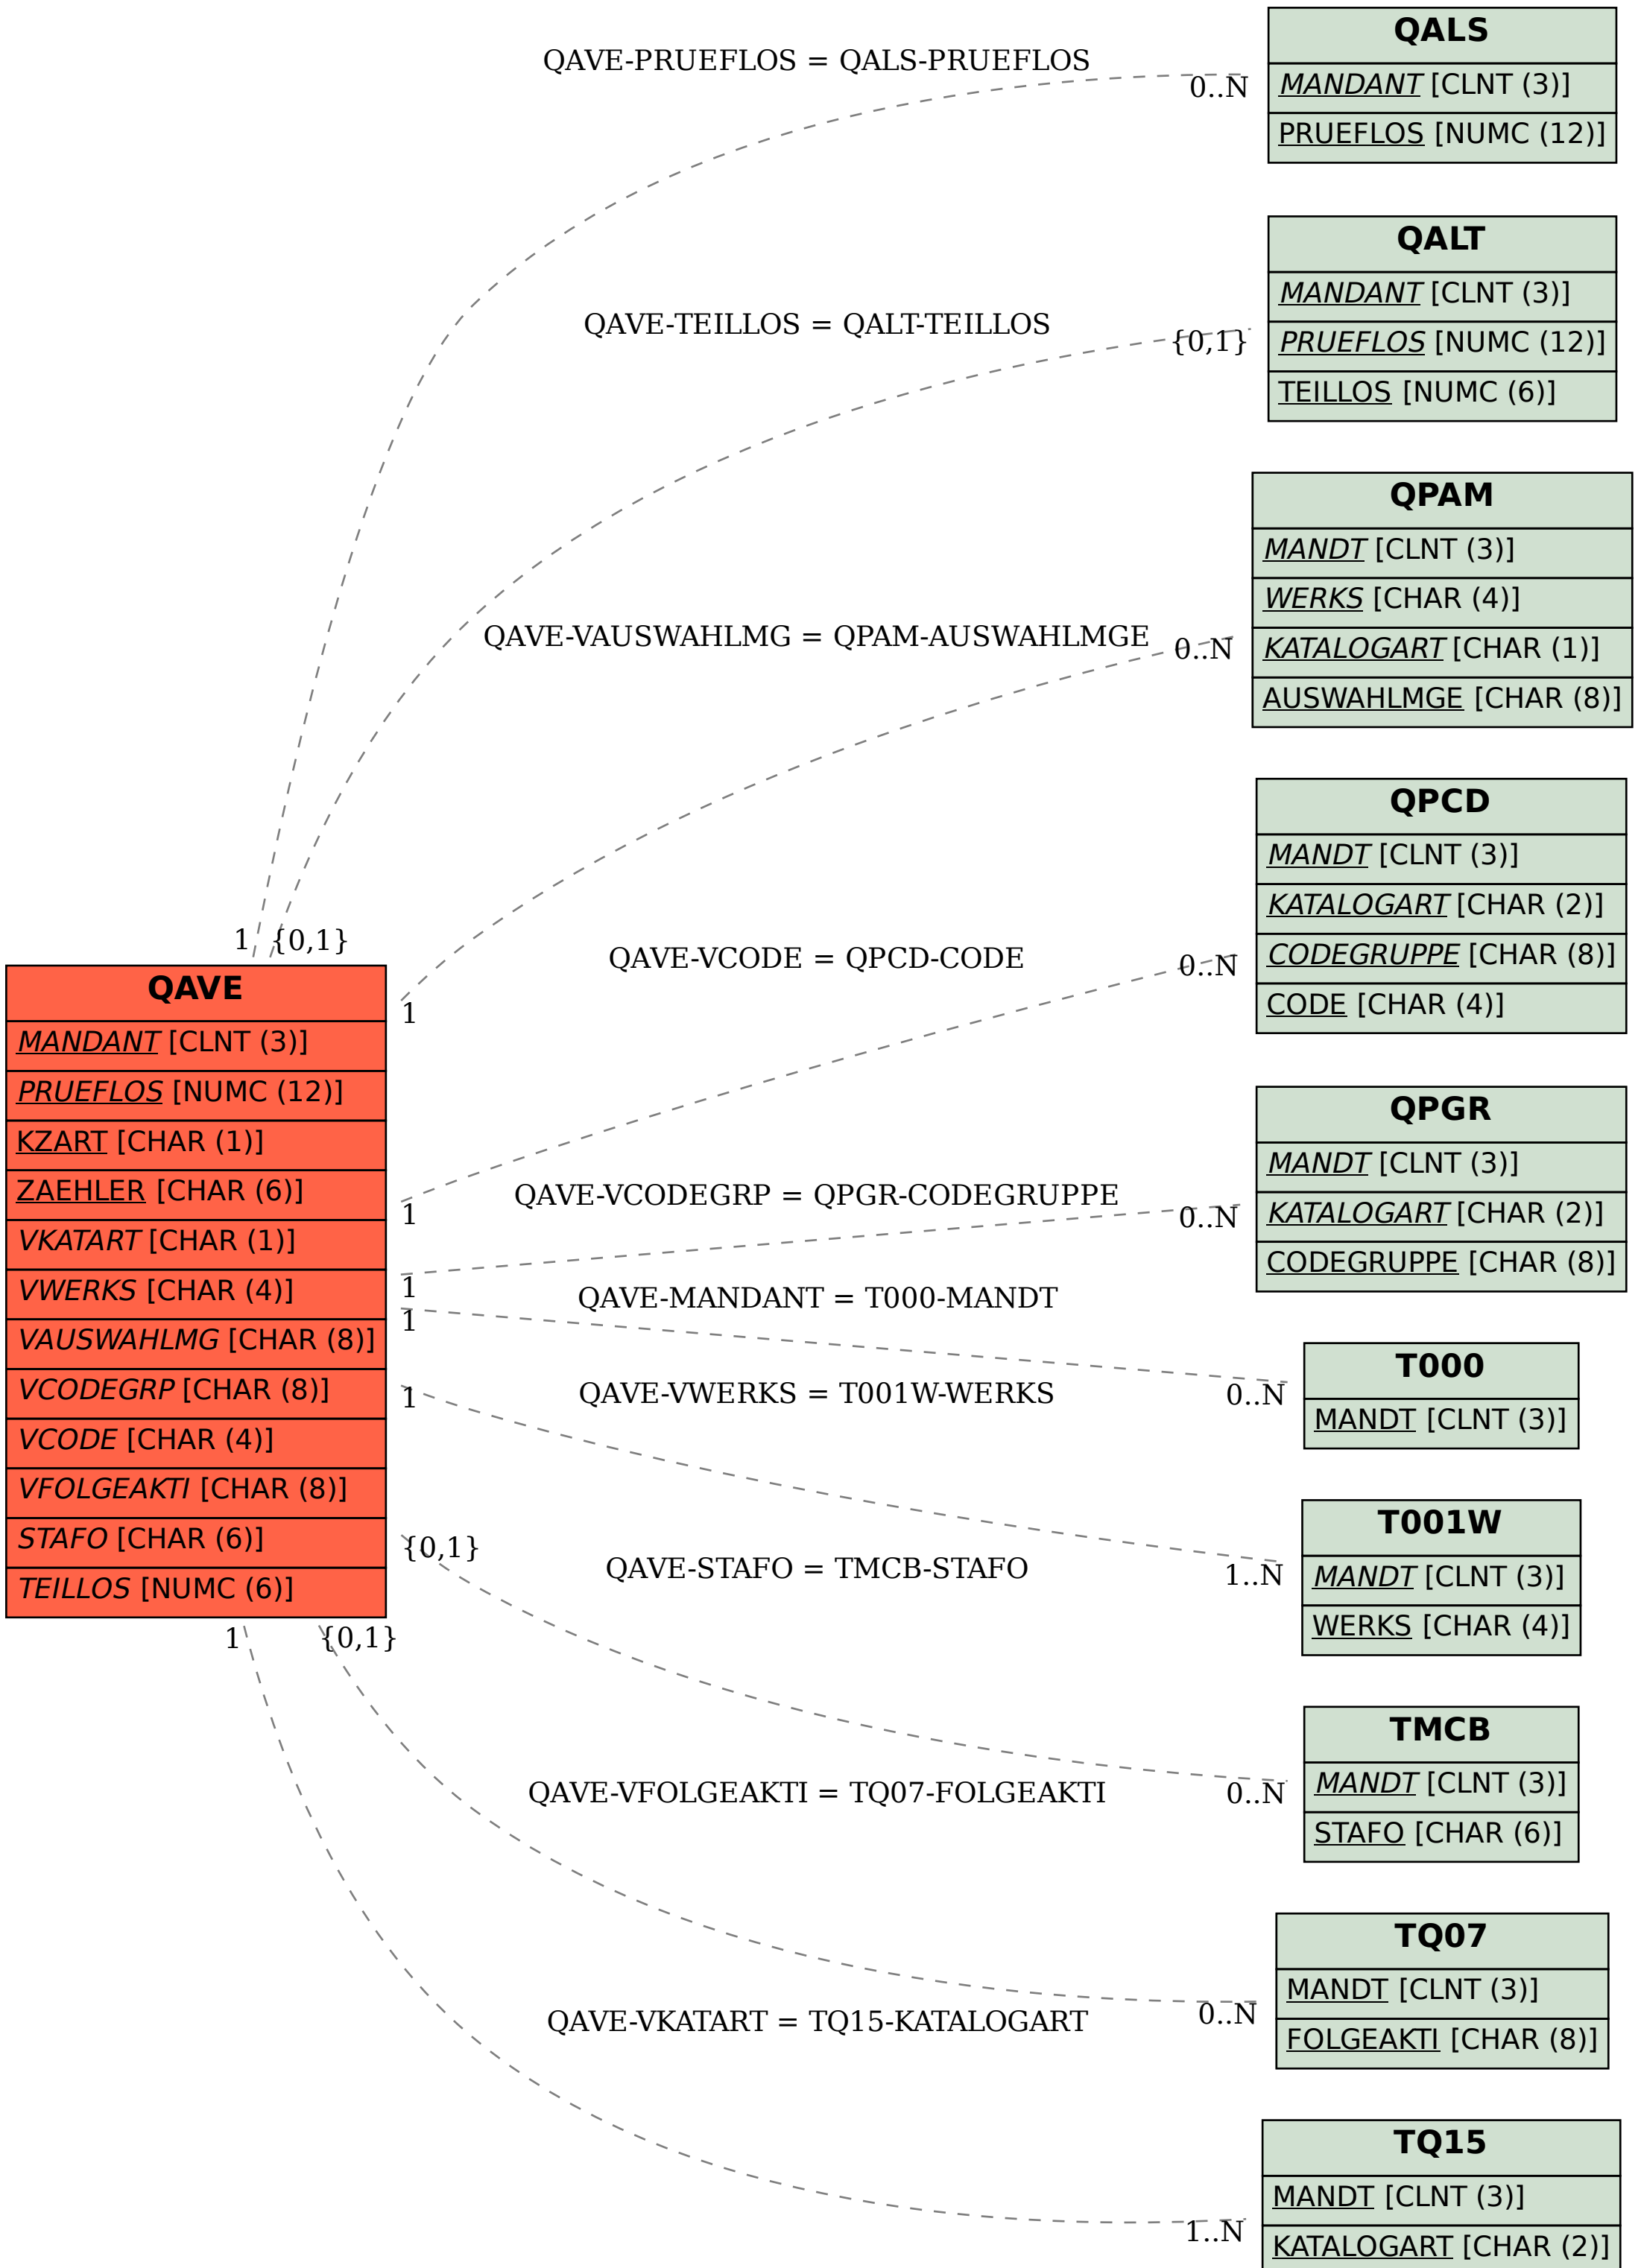 QAVE-PRUEFLOS = QALS-PRUEFLOS
0..N
QALS
MANDANT [CLNT (3)]
PRUEFLOS [NUMC (12)]
QAVE-TEILLOS = QALT-TEILLOS
{0,1}
QALT
MANDANT [CLNT (3)]
PRUEFLOS [NUMC (12)]
TEILLOS [NUMC (6)]
QAVE-VAUSWAHLMG = QPAM-AUSWAHLMGE
0..N
QPAM
MANDT [CLNT (3)]
WERKS [CHAR (4)]
KATALOGART [CHAR (1)]
AUSWAHLMGE [CHAR (8)]
QAVE-VCODE = QPCD-CODE
0..N
QPCD
MANDT [CLNT (3)]
KATALOGART [CHAR (2)]
CODEGRUPPE [CHAR (8)]
CODE [CHAR (4)]
1 {0,1}
QAVE
MANDANT [CLNT (3)]
PRUEFLOS [NUMC (12)]
KZART [CHAR (1)]
ZAEHLER [CHAR (6)]
VKATART [CHAR (1)]
VWERKS [CHAR (4)]
VAUSWAHLMG [CHAR (8)]
VCODEGRP [CHAR (8)]
VCODE [CHAR (4)]
VFOLGEAKTI [CHAR (8)]
STAFO [CHAR (6)]
TEILLOS [NUMC (6)]
1
1
1
1
1
{0,1}
1 {0,1}
QAVE-VCODEGRP = QPGR-CODEGRUPPE
0..N
QPGR
MANDT [CLNT (3)]
KATALOGART [CHAR (2)]
CODEGRUPPE [CHAR (8)]
QAVE-MANDANT = T000-MANDT
0..N
T000
MANDT [CLNT (3)]
QAVE-VWERKS = T001W-WERKS
1..N
T001W
MANDT [CLNT (3)]
WERKS [CHAR (4)]
QAVE-STAFO = TMCB-STAFO
0..N
TMCB
MANDT [CLNT (3)]
STAFO [CHAR (6)]
QAVE-VFOLGEAKTI = TQ07-FOLGEAKTI
0..N
TQ07
MANDT [CLNT (3)]
FOLGEAKTI [CHAR (8)]
QAVE-VKATART = TQ15-KATALOGART
1..N
TQ15
MANDT [CLNT (3)]
KATALOGART [CHAR (2)]